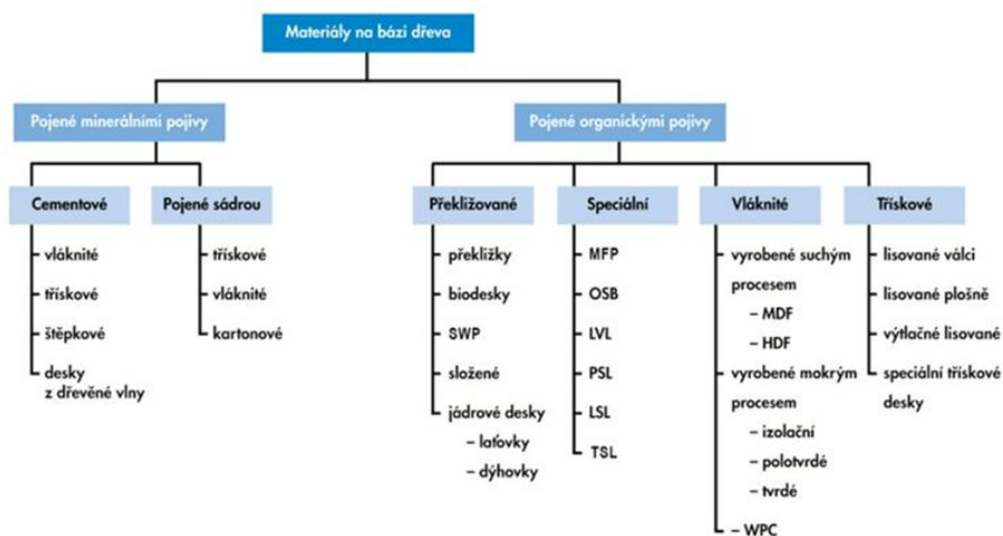 Materiály na bázi dřeva
Pojené minerálními pojivy
Pojené organickými pojivy
Cementové
Pojené sádrou
Překližované
Speciální
Vláknité
Třískové
vláknité
třískové
štěpkové
desky
z dřevěné vlny
třískové
vláknité
kartonové
překližky
biodesky
SWP
složené
jádrové desky
– laťovky
– dýhovky
MFP
OSB
LVL
PSL
LSL
TSL
vyrobené suchým
procesem
– MDF
– HDF
vyrobené mokrým
procesem
– izolační
– polotvrdé
– tvrdé
– WPC
lisované válci
lisované plošně
výtlačné lisované
speciální třískové
desky